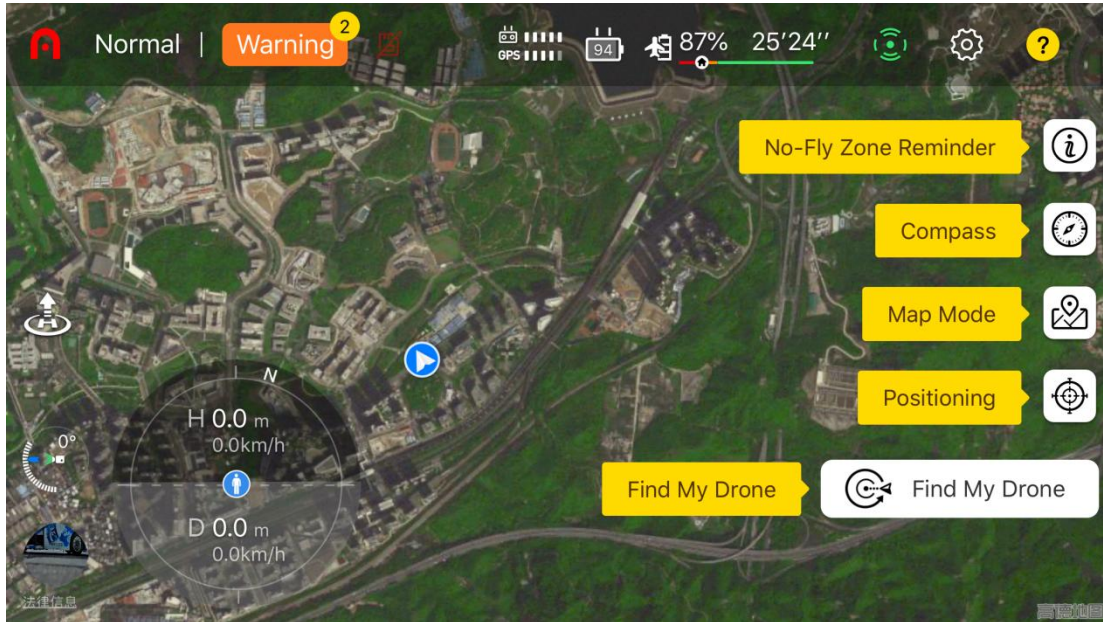 Normal | Warning 2
GPS
94
87% 25'24''
?
No-Fly Zone Reminder
Compass
Map Mode
Positioning
Find My Drone
Find My Drone
N
H 0.0 m
0.0km/h
0°
D 0.0 m
0.0km/h
法律信息
高德地图